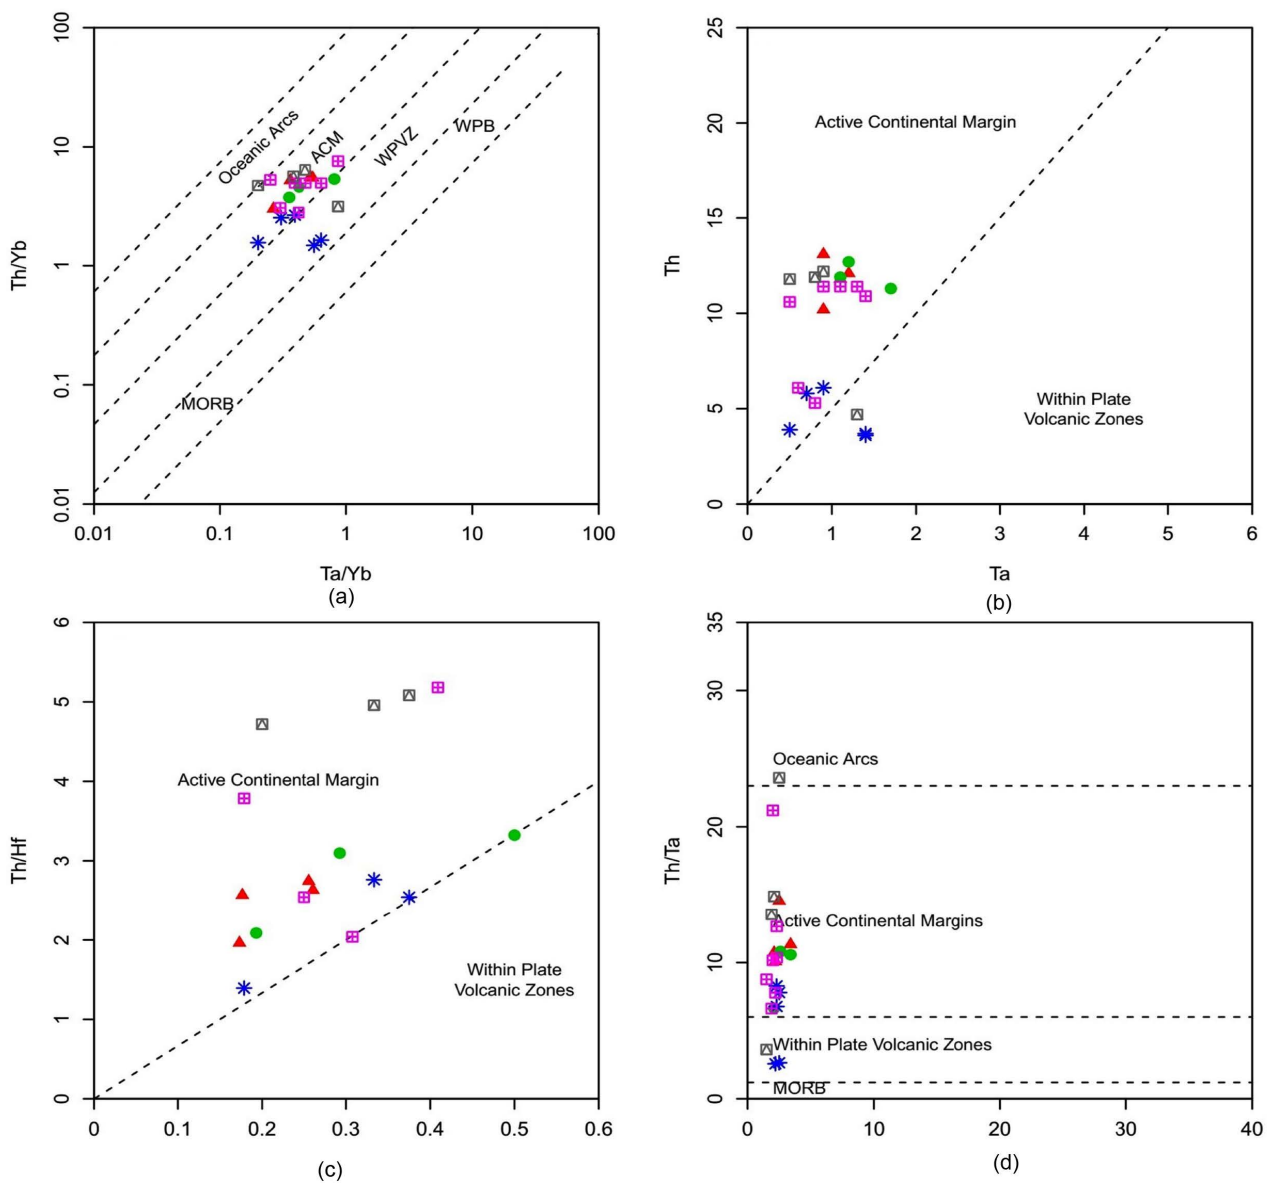 100
10
1
0.1
0.01
Th/Yb
Oceanic Arcs
ACM
WPVZ
WPB
MORB
0.01 0.1 1 10 100
Ta/Yb
(a)
25
20
15
10
5
0
Th
Active Continental Margin
Within Plate
Volcanic Zones
0 1 2 3 4 5 6
Ta
(b)
6
5
4
3
2
1
0
Th/Hf
Active Continental Margin
Within Plate
Volcanic Zones
0 0.1 0.2 0.3 0.4 0.5 0.6
(c)
35
30
20
10
0
Th/Ta
Oceanic Arcs
Active Continental Margins
Within Plate Volcanic Zones
MORB
0 10 20 30 40
(d)